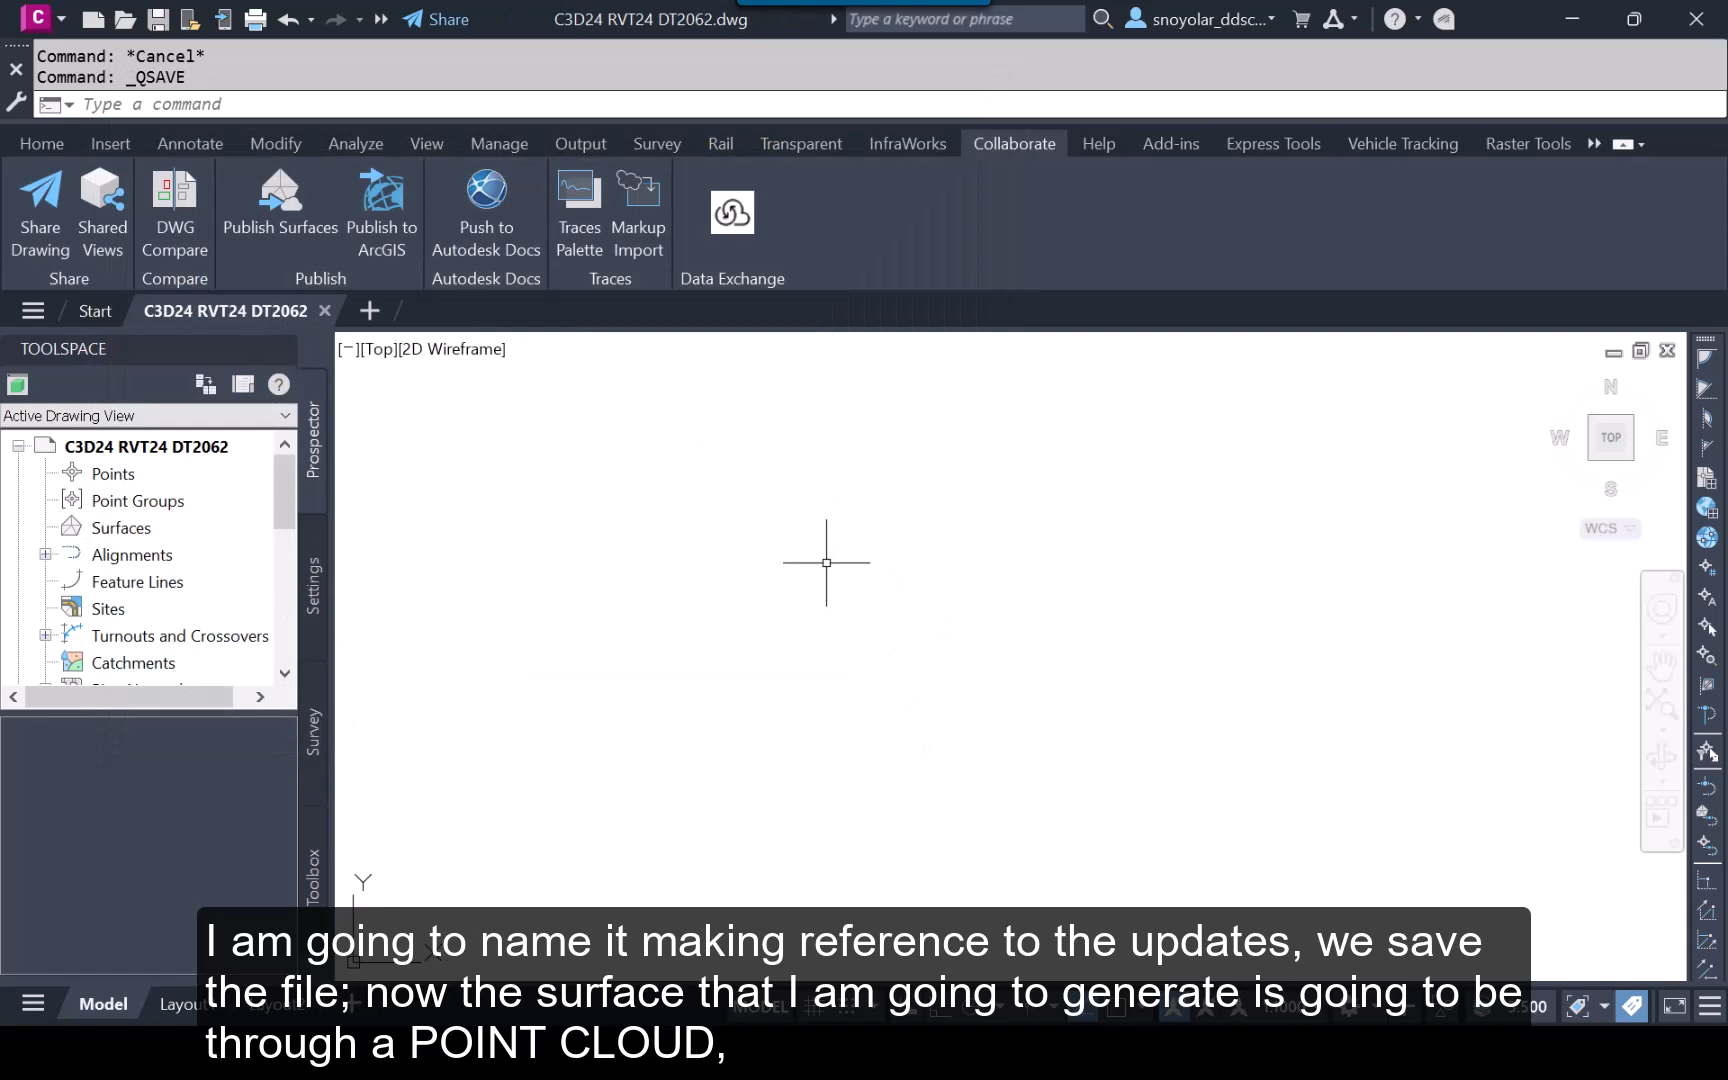 C Share C3D24 RVT24 DT2062.dwg Type a keyword or phrase snoyolar_ddsc...
Command: *Cancel*
Command: _QSAVE
Type a command
Home Insert Annotate Modify Analyze View Manage Output Survey Rail Transparent InfraWorks Collaborate Help Add-ins Express Tools Vehicle Tracking Raster Tools
Share Drawing
Shared Views
DWG Compare
Publish Surfaces
Publish to ArcGIS
Push to Autodesk Docs
Traces Palette
Markup Import
Share Compare Publish Autodesk Docs Traces Data Exchange
Start C3D24 RVT24 DT2062
TOOLSPACE
[−][Top][2D Wireframe]
Active Drawing View
C3D24 RVT24 DT2062
Points
Point Groups
Surfaces
Alignments
Feature Lines
Sites
Turnouts and Crossovers
Catchments
Prospector
Settings
Survey
Toolbox
N
W TOP E
S
WCS
Y
X
Model
I am going to name it making reference to the updates, we save
the file; now the surface that I am going to generate is going to be
through a POINT CLOUD,